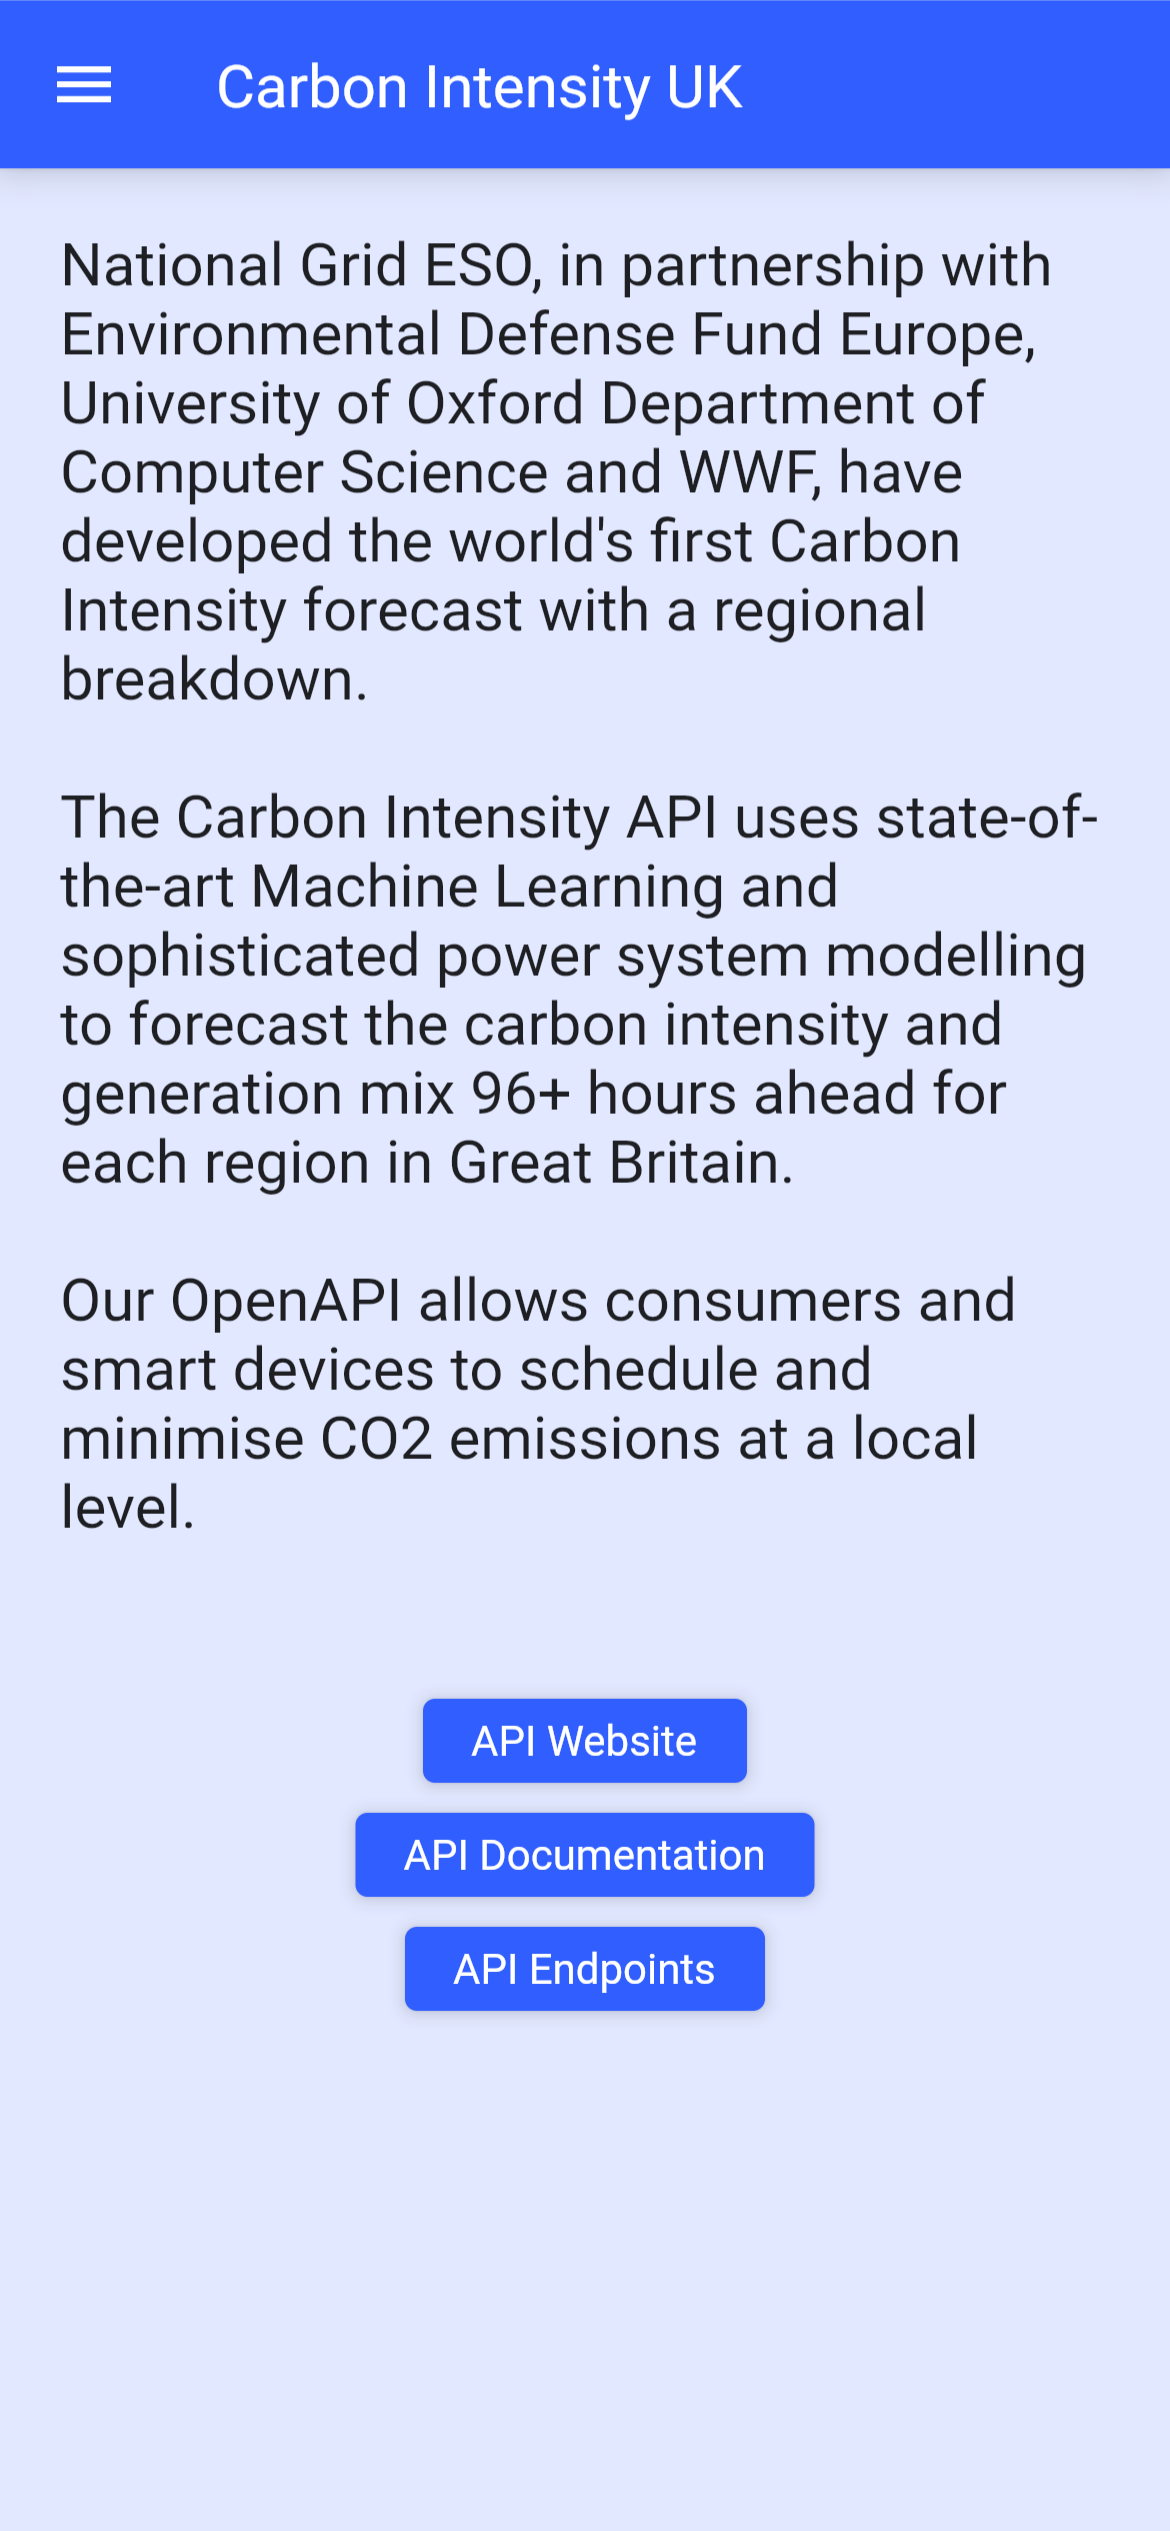 Carbon Intensity UK
National Grid ESO, in partnership with
Environmental Defense Fund Europe,
University of Oxford Department of
Computer Science and WWF, have
developed the world's first Carbon
Intensity forecast with a regional
breakdown.
The Carbon Intensity API uses state-of-
the-art Machine Learning and
sophisticated power system modelling
to forecast the carbon intensity and
generation mix 96+ hours ahead for
each region in Great Britain.
Our OpenAPI allows consumers and
smart devices to schedule and
minimise CO2 emissions at a local
level.
API Website
API Documentation
API Endpoints